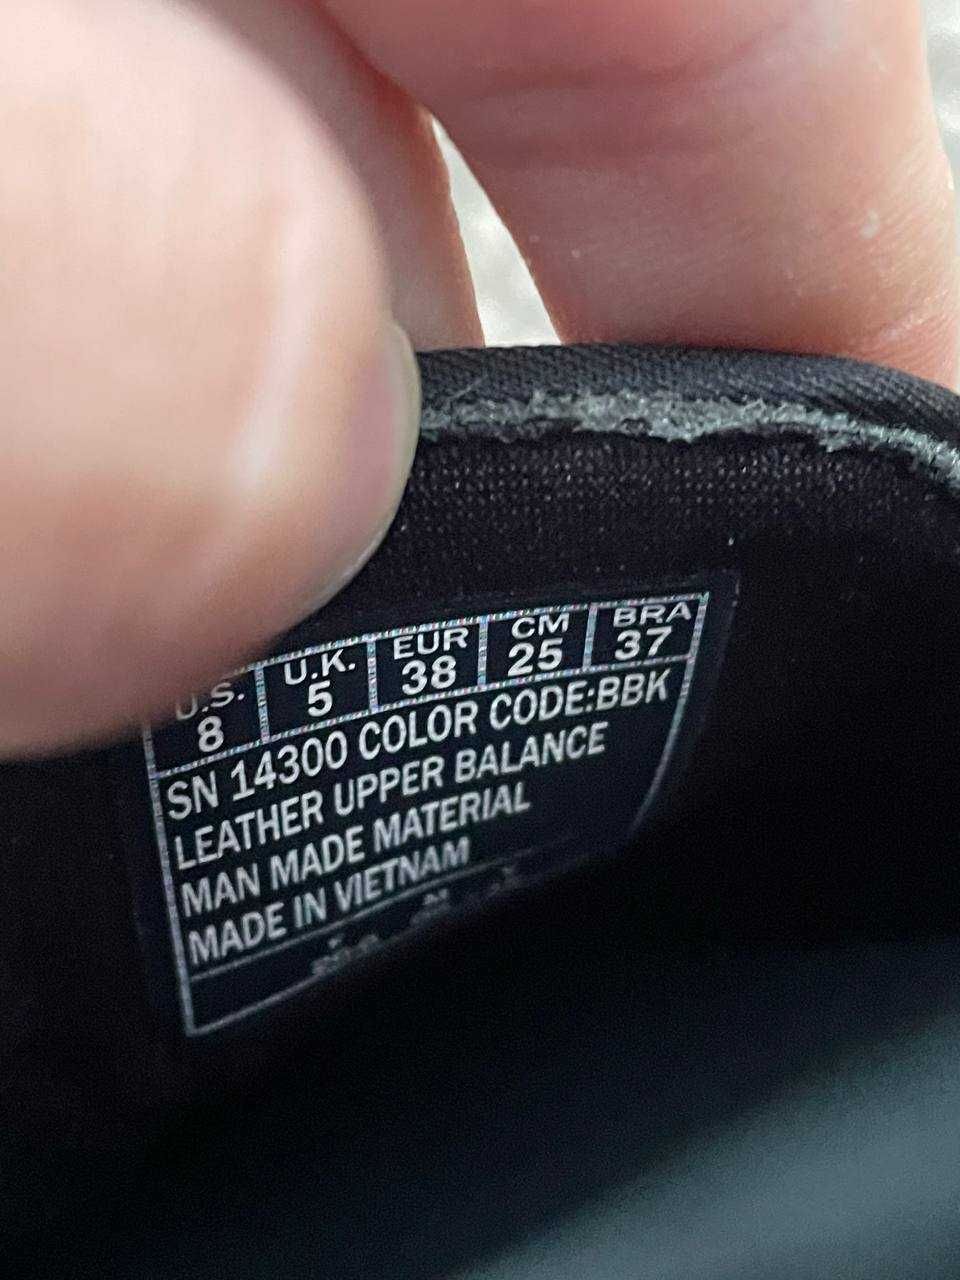 U.S. U.K. EUR CM BRA
8 5 38 25 37
SN 14300 COLOR CODE:BBK
LEATHER UPPER BALANCE
MAN MADE MATERIAL
MADE IN VIETNAM